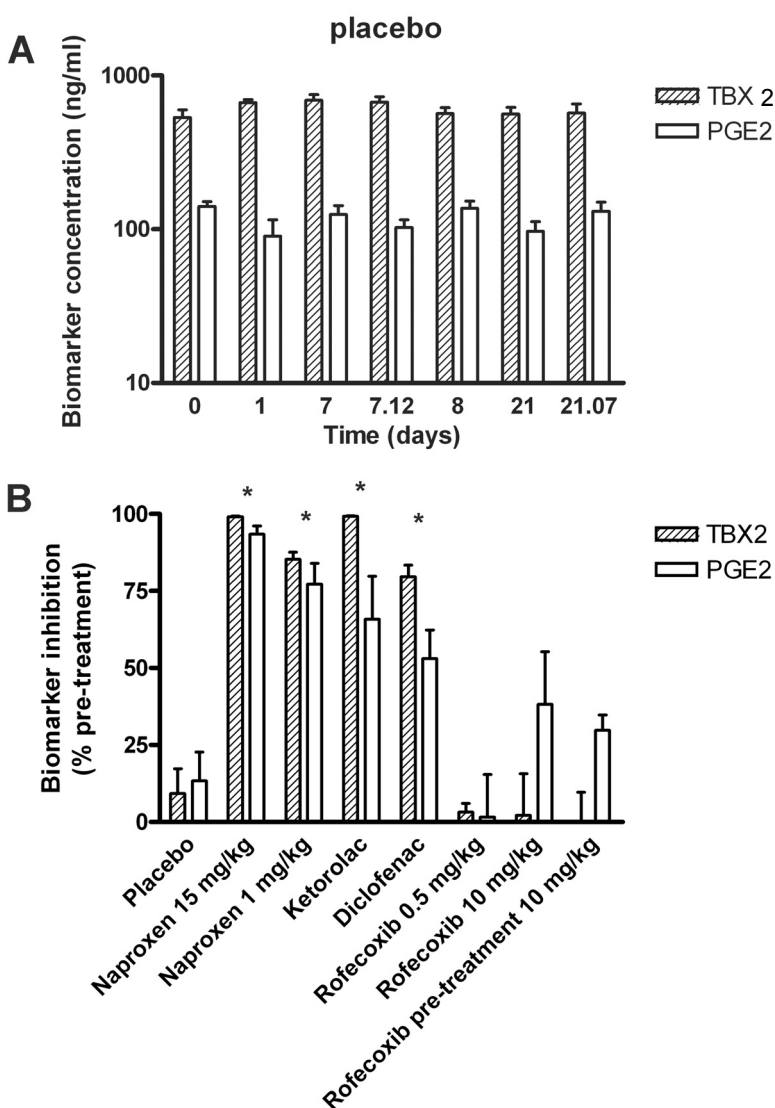 A
placebo
Biomarker concentration (ng/ml)
1000
100
10
TBX 2
PGE2
0 1 7 7.12 8 21 21.07
Time (days)
B
Biomarker inhibition
(% pre-treatment)
100
75
50
25
0
* * * *
TBX2
PGE2
Placebo
Naproxen 15 mg/kg
Naproxen 1 mg/kg
Ketorolac
Diclofenac
Rofecoxib 0.5 mg/kg
Rofecoxib 10 mg/kg
Rofecoxib pre-treatment 10 mg/kg